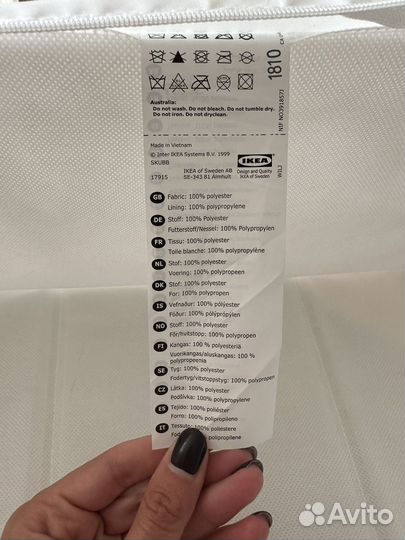 1810
Australia:
Do not wash. Do not bleach. Do not tumble dry.
Do not iron. Do not dryclean.
Made in Vietnam
© Inter IKEA Systems B.V. 1999
SKUBB
17915
IKEA of Sweden AB
SE-343 81 Älmhult
IKEA
Design and Quality
IKEA of Sweden
GB Fabric: 100% polyester
Lining: 100% polypropylene
DE Stoff: 100% Polyester
Futterstoff/Nessel: 100% Polypropylen
FR Tissu: 100% polyester
Toile blanche: 100% polypropylène
NL Stof: 100% polyester
Voering: 100% polypropeen
DK Stof: 100% polyester
For: 100% polypropylen
IS Vefnaður: 100% pólýester
Fóður: 100% pólýprópýlen
NO Stoff: 100% polyester
Fôr/hvitstopp: 100% polypropen
FI Kangas: 100 % polyesteriä
Vuorikangas/aluskangas: 100 %
polypropeenia
SE Tyg: 100% polyester
Fodertyg/vitstoppstyg: 100% polypropen
CZ Látka: 100% polyester
Podšívka: 100% polypropylen
ES Tejido: 100% poliéster
Forro: 100% polipropileno
IT Tessuto: 100% poliestere
polipropilene
Avito